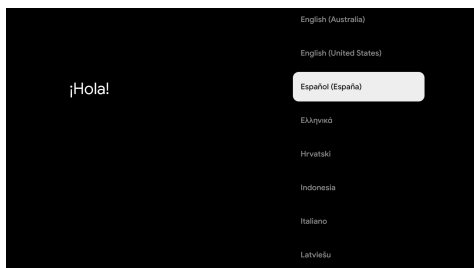 ¡Hola!
English (Australia)
English (United States)
Español (España)
Ελληνικά
Hrvatski
Indonesia
Italiano
Latviešu